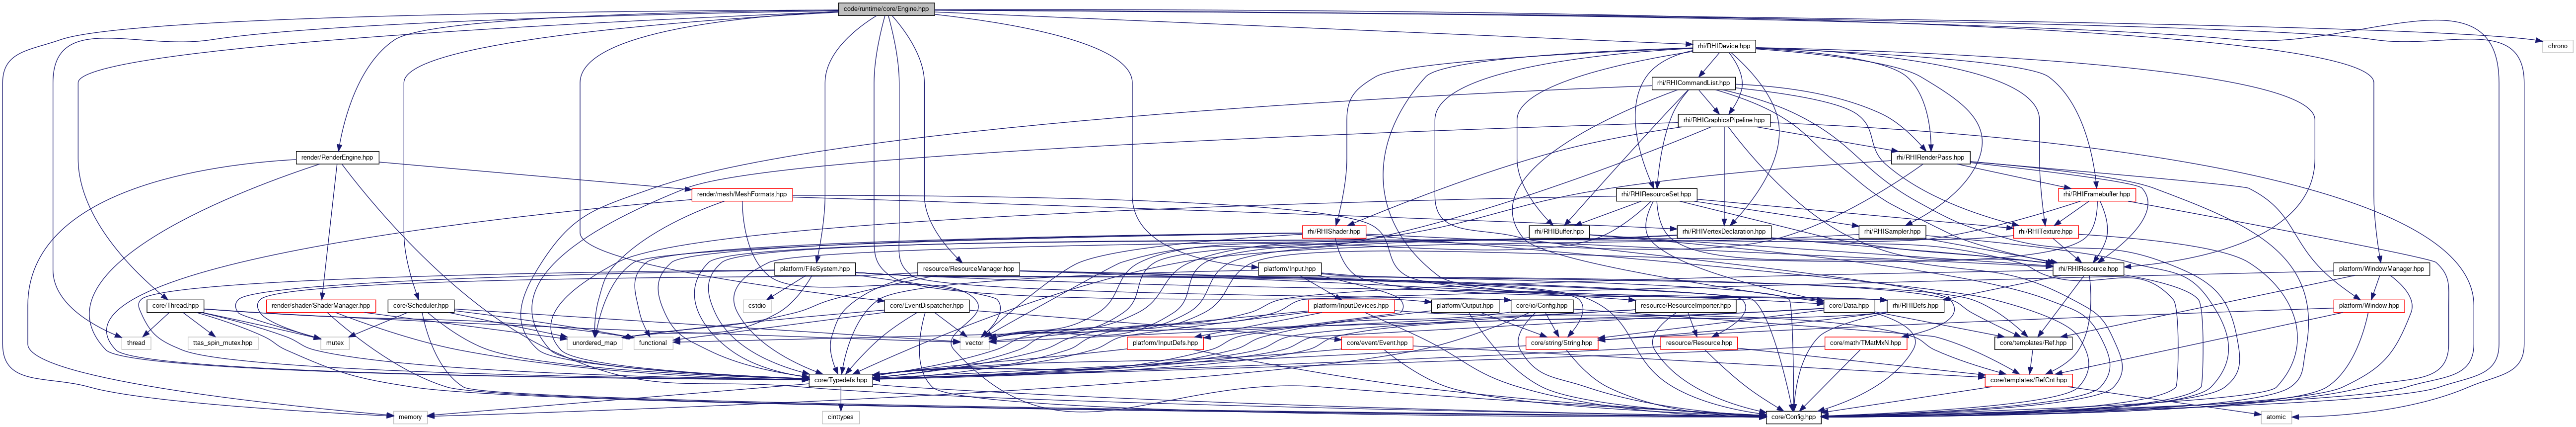 code/runtime/core/Engine.hpp
rhi/RHIDevice.hpp
chrono
rhi/RHICommandList.hpp
rhi/RHIGraphicsPipeline.hpp
render/RenderEngine.hpp
rhi/RHIRenderPass.hpp
render/mesh/MeshFormats.hpp
rhi/RHIResourceSet.hpp
rhi/RHIFramebuffer.hpp
rhi/RHIShader.hpp
rhi/RHIBuffer.hpp
rhi/RHIVertexDeclaration.hpp
rhi/RHISampler.hpp
rhi/RHITexture.hpp
platform/FileSystem.hpp
resource/ResourceManager.hpp
platform/Input.hpp
rhi/RHIResource.hpp
platform/WindowManager.hpp
core/Thread.hpp
render/shader/ShaderManager.hpp
core/Scheduler.hpp
cstdio
core/EventDispatcher.hpp
platform/InputDevices.hpp
platform/Output.hpp
core/io/Config.hpp
resource/ResourceImporter.hpp
core/Data.hpp
rhi/RHIDefs.hpp
platform/Window.hpp
thread
ttas_spin_mutex.hpp
mutex
unordered_map
functional
vector
platform/InputDefs.hpp
core/event/Event.hpp
core/string/String.hpp
resource/Resource.hpp
core/math/TMatMxN.hpp
core/templates/Ref.hpp
core/Typedefs.hpp
core/templates/RefCnt.hpp
memory
cinttypes
core/Config.hpp
atomic